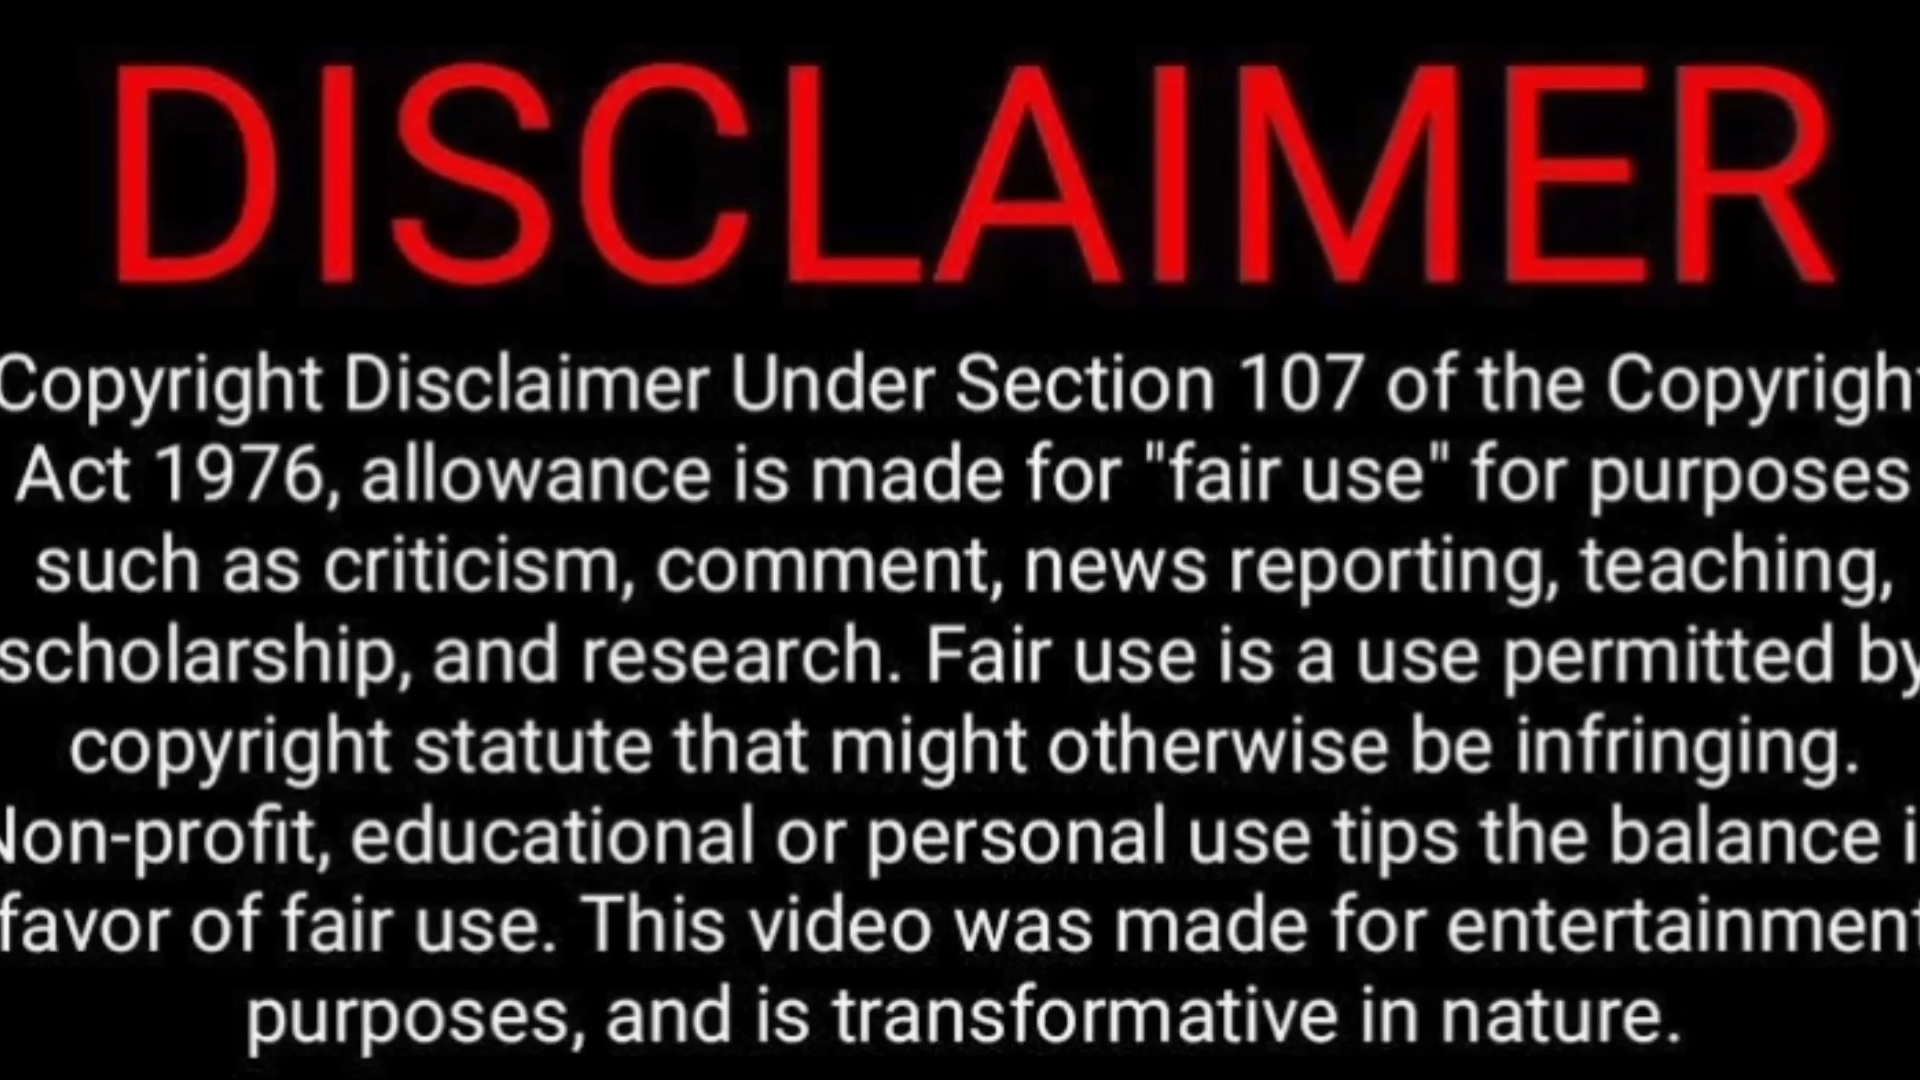 DISCLAIMER
Copyright Disclaimer Under Section 107 of the Copyright
Act 1976, allowance is made for "fair use" for purposes
such as criticism, comment, news reporting, teaching,
scholarship, and research. Fair use is a use permitted by
copyright statute that might otherwise be infringing.
Non-profit, educational or personal use tips the balance i
favor of fair use. This video was made for entertainment
purposes, and is transformative in nature.